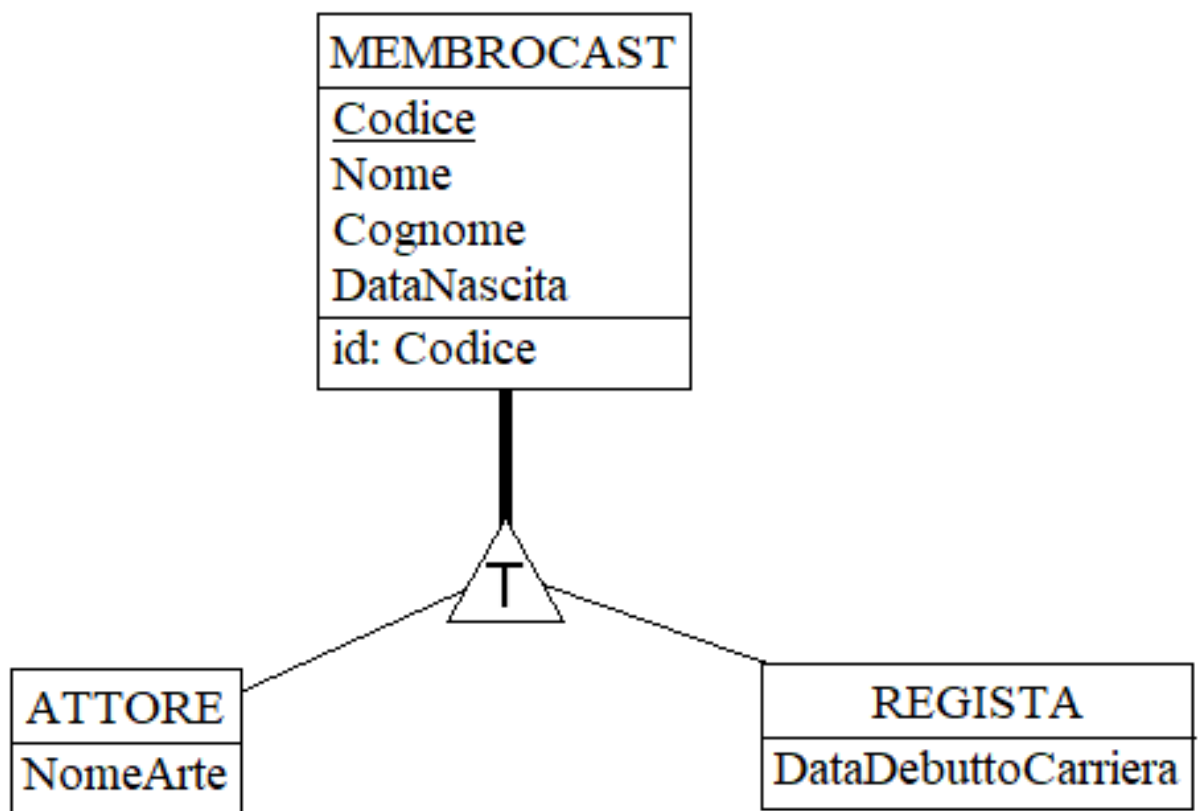 MEMBROCAST
Codice
Nome
Cognome
DataNascita
id: Codice
T
ATTORE
NomeArte
REGISTA
DataDebuttoCarriera